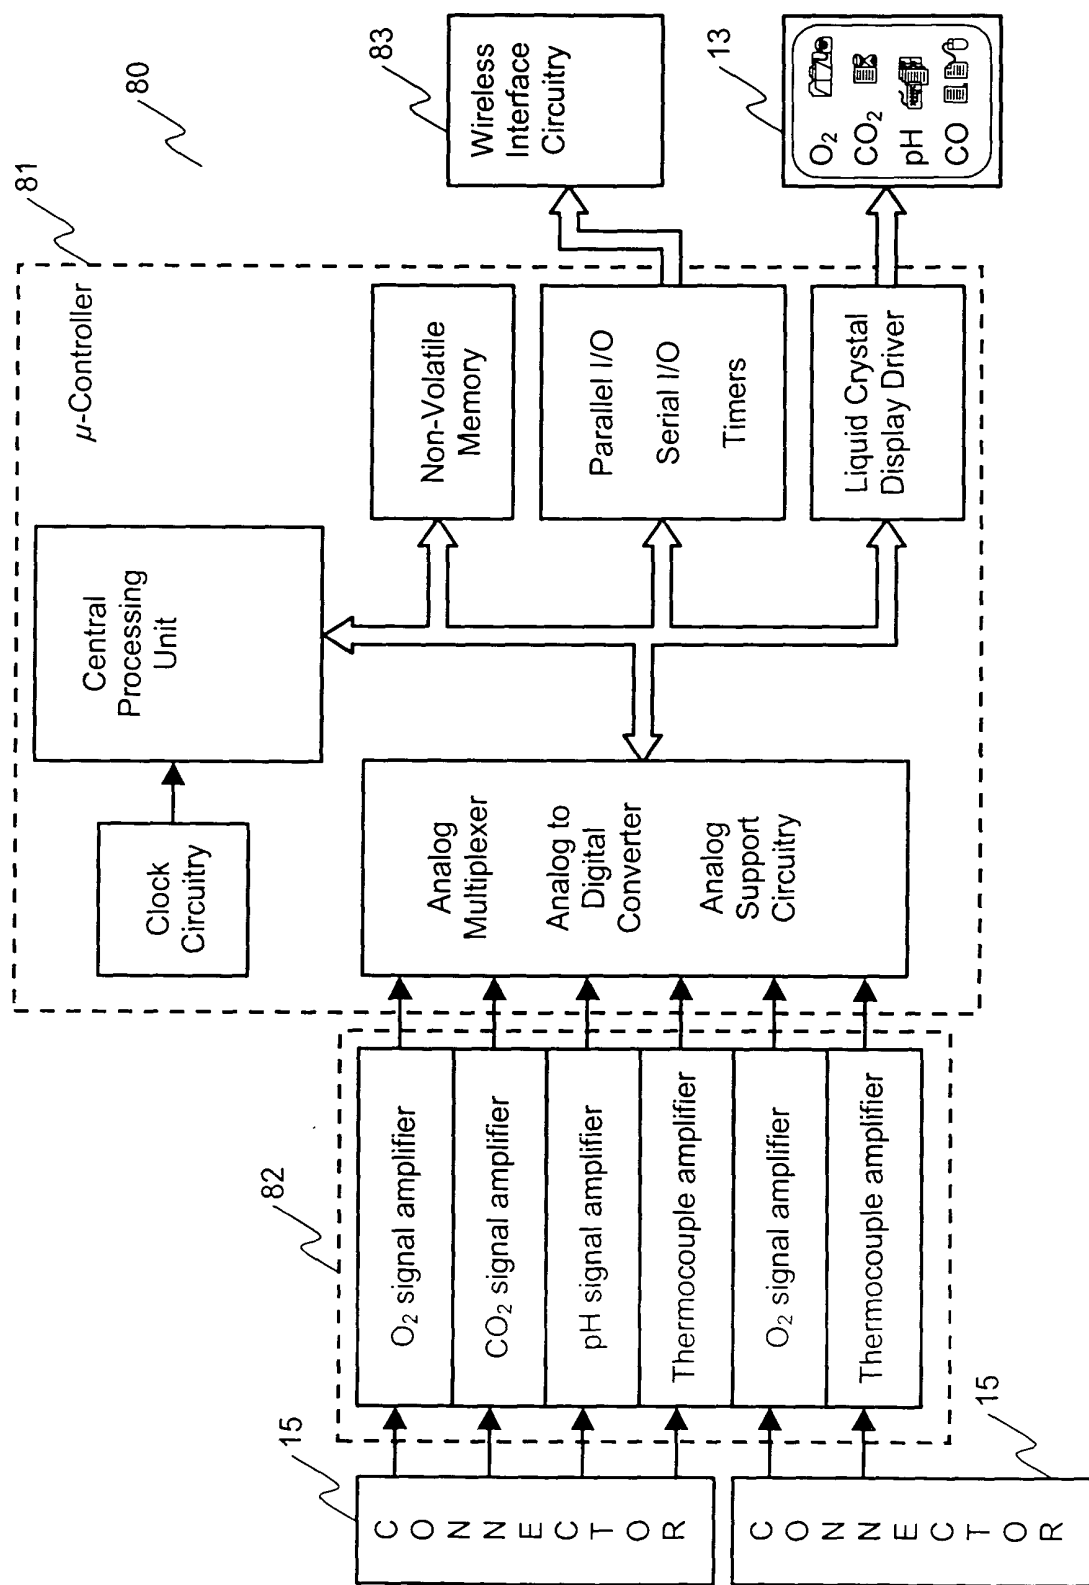 80
81
μ-Controller
83
Wireless
Interface
Circuitry
13
O₂
CO₂
pH
CO
Clock
Circuitry
Central
Processing
Unit
Non-Volatile
Memory
Parallel I/O
Serial I/O
Timers
Liquid Crystal
Display Driver
Analog
Multiplexer
Analog to
Digital
Converter
Analog
Support
Circuitry
82
O₂ signal amplifier
CO₂ signal amplifier
pH signal amplifier
Thermocouple amplifier
O₂ signal amplifier
Thermocouple amplifier
15
CONNECTOR
15
CONNECTOR